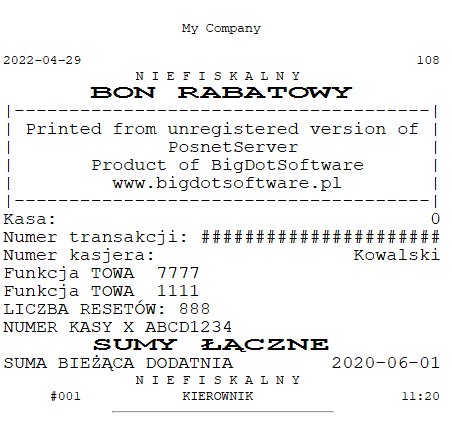 My Company
2022-04-29 108
N I E F I S K A L N Y
BON RABATOWY
|--------------------------------------|
| Printed from unregistered version of |
| PosnetServer |
| Product of BigDotSoftware |
| www.bigdotsoftware.pl |
|--------------------------------------|
Kasa: 0
Numer transakcji: ######################
Numer kasjera: Kowalski
Funkcja TOWA 7777
Funkcja TOWA 1111
LICZBA RESETÓW: 888
NUMER KASY X ABCD1234
SUMY ŁĄCZNE
SUMA BIEŻĄCA DODATNIA 2020-06-01
N I E F I S K A L N Y
#001 KIEROWNIK 11:20